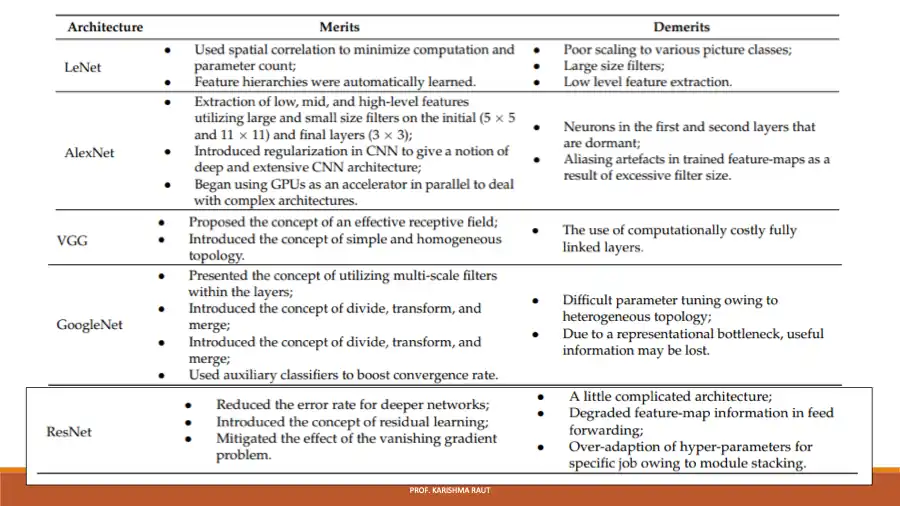 Architecture Merits Demerits
LeNet
• Used spatial correlation to minimize computation and
parameter count;
• Feature hierarchies were automatically learned.
• Poor scaling to various picture classes;
• Large size filters;
• Low level feature extraction.
AlexNet
• Extraction of low, mid, and high-level features
utilizing large and small size filters on the initial (5 × 5
and 11 × 11) and final layers (3 × 3);
• Introduced regularization in CNN to give a notion of
deep and extensive CNN architecture;
• Began using GPUs as an accelerator in parallel to deal
with complex architectures.
• Neurons in the first and second layers that
are dormant;
• Aliasing artefacts in trained feature-maps as a
result of excessive filter size.
VGG
• Proposed the concept of an effective receptive field;
• Introduced the concept of simple and homogeneous
topology.
• The use of computationally costly fully
linked layers.
GoogleNet
• Presented the concept of utilizing multi-scale filters
within the layers;
• Introduced the concept of divide, transform, and
merge;
• Introduced the concept of divide, transform, and
merge;
• Used auxiliary classifiers to boost convergence rate.
• Difficult parameter tuning owing to
heterogeneous topology;
• Due to a representational bottleneck, useful
information may be lost.
ResNet
• Reduced the error rate for deeper networks;
• Introduced the concept of residual learning;
• Mitigated the effect of the vanishing gradient
problem.
• A little complicated architecture;
• Degraded feature-map information in feed
forwarding;
• Over-adaption of hyper-parameters for
specific job owing to module stacking.
PROF. KARISHMA RAUT